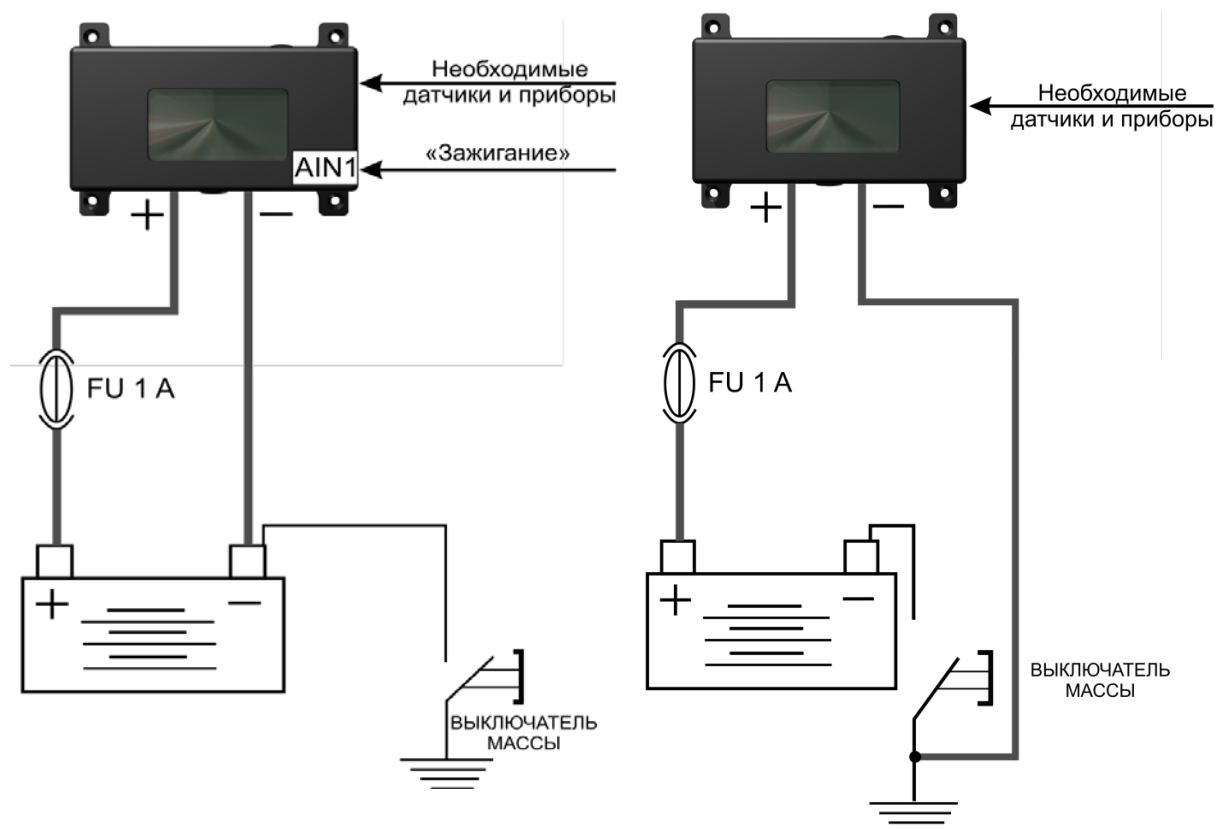 Необходимые
датчики и приборы
«Зажигание»
AIN1
+ −
FU 1 A
+ −
ВЫКЛЮЧАТЕЛЬ
МАССЫ
Необходимые
датчики и приборы
+ −
FU 1 A
+ −
ВЫКЛЮЧАТЕЛЬ
МАССЫ